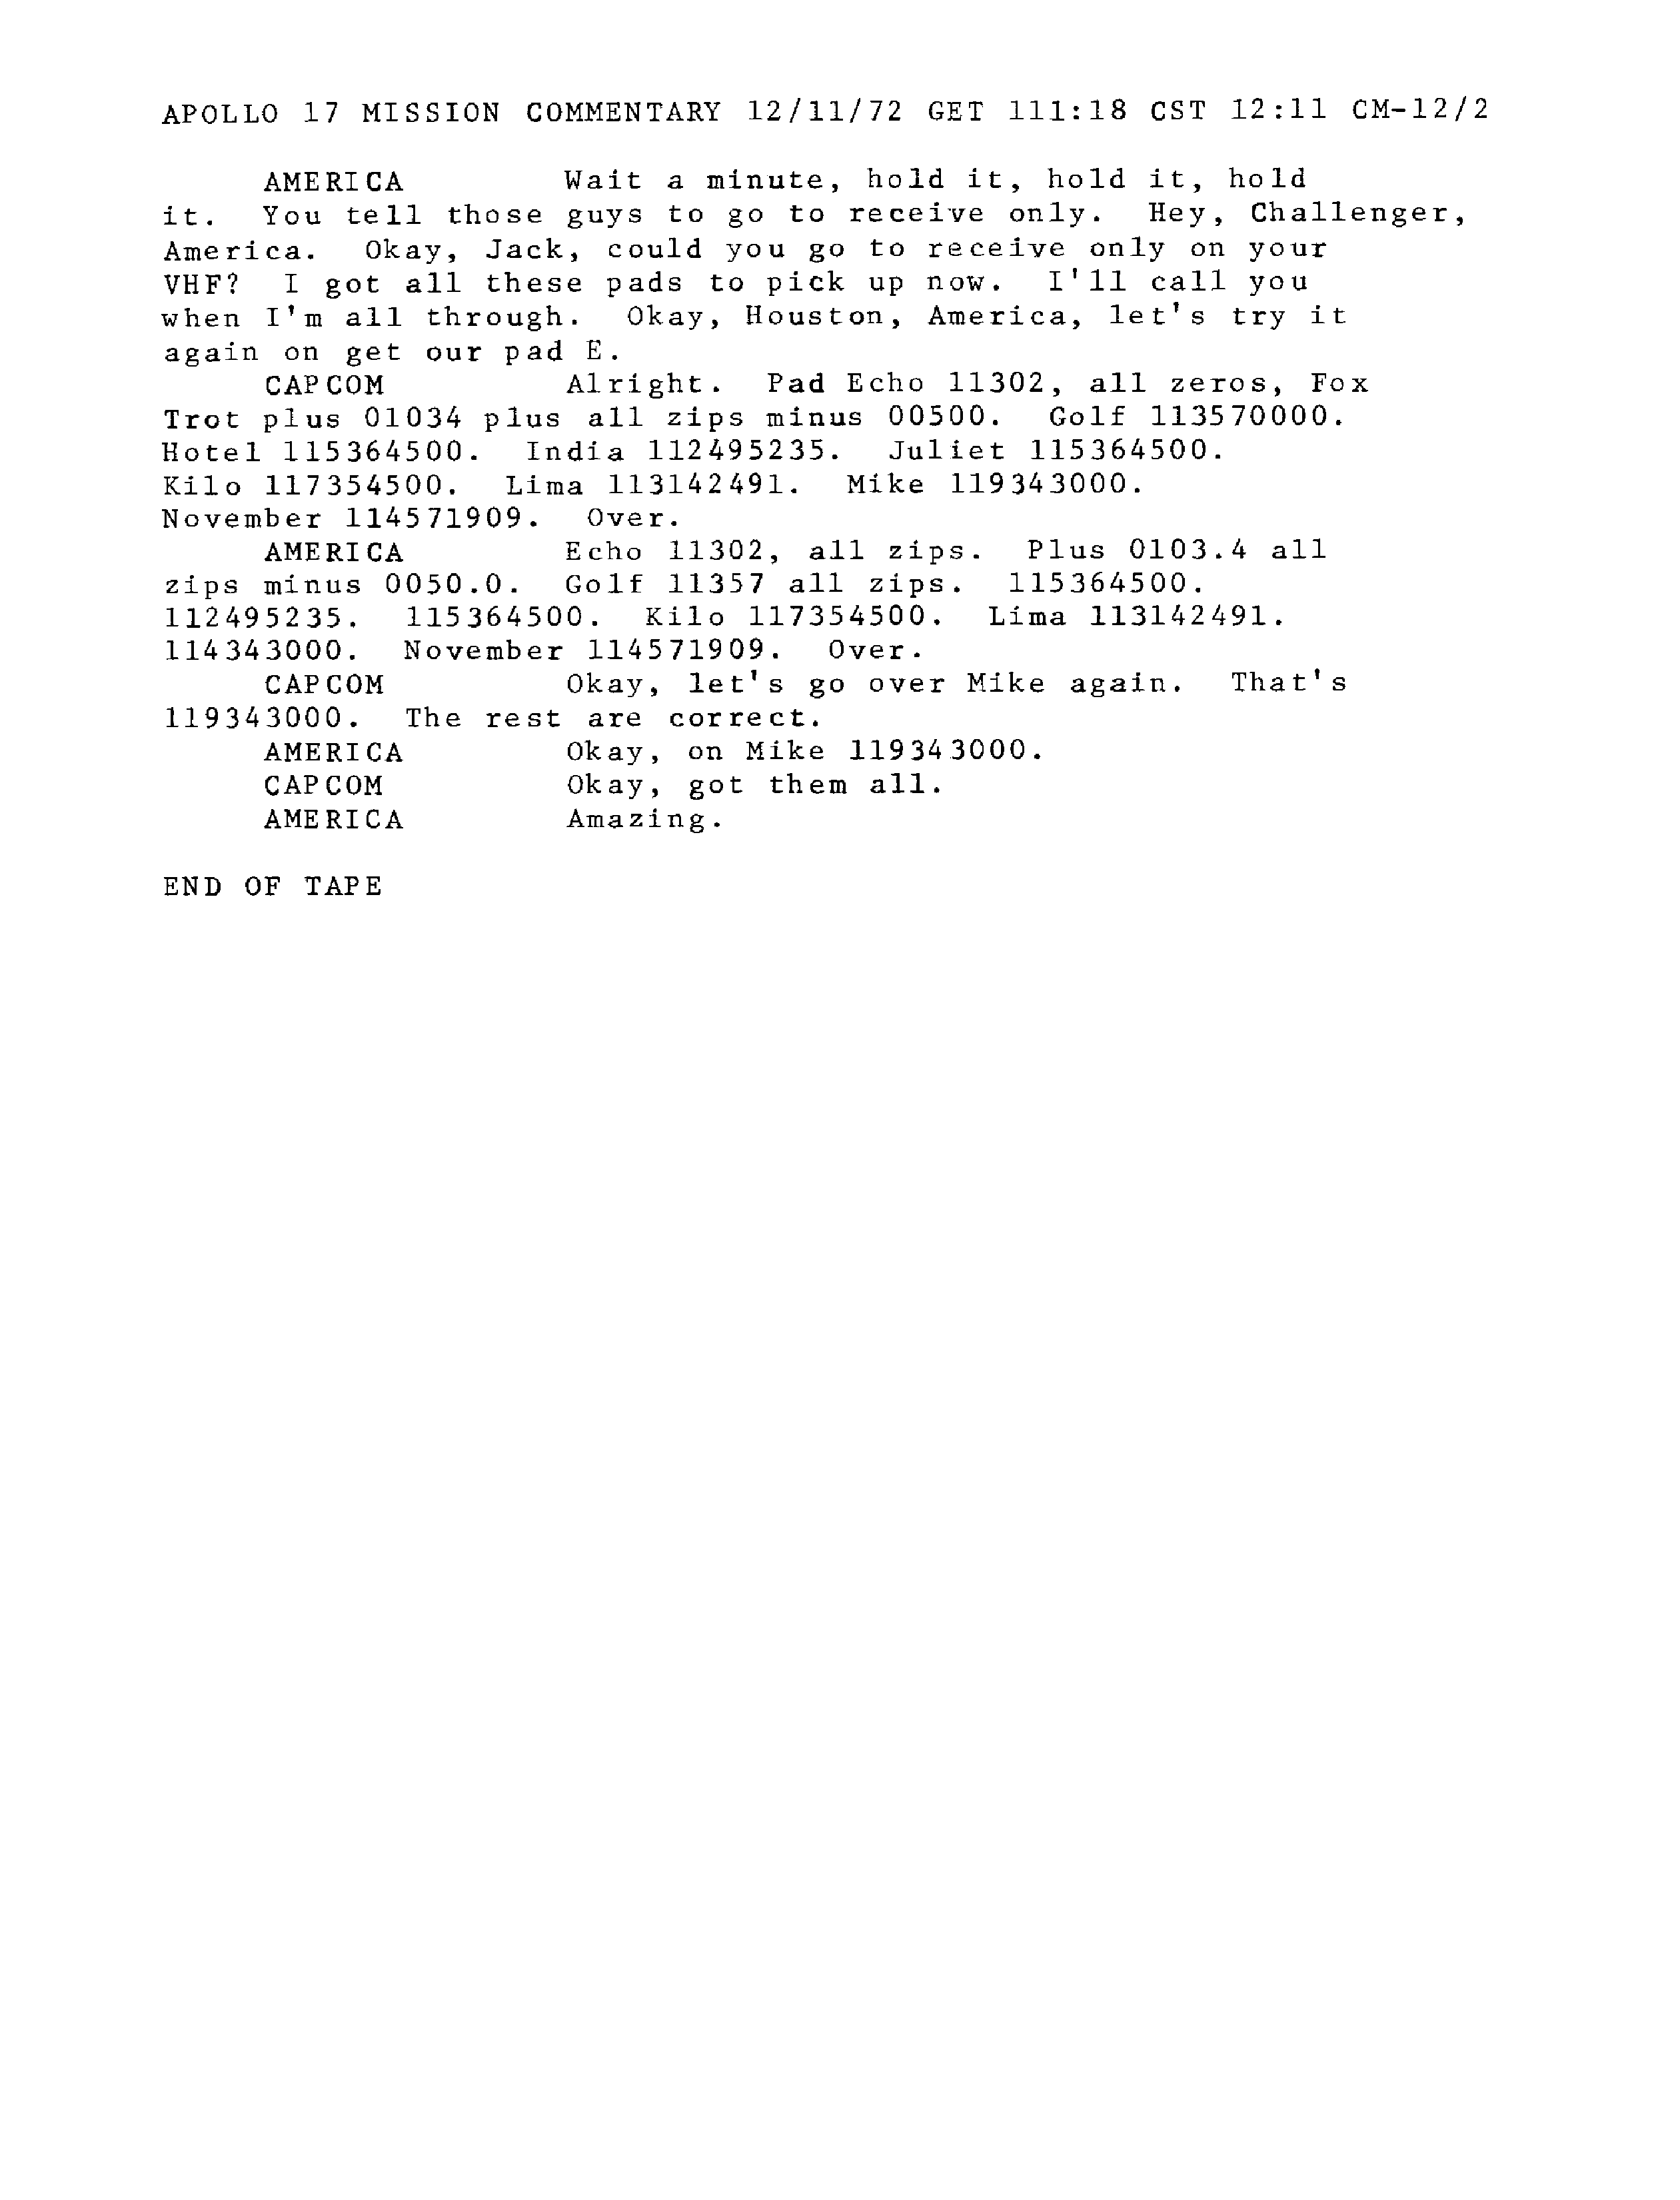 APOLLO 17 MISSION COMMENTARY 12/11/72 GET 111:18 CST 12:11 CM-12/2
AMERICA Wait a minute, hold it, hold it, hold
it. You tell those guys to go to receive only. Hey, Challenger,
America. Okay, Jack, could you go to receive only on your
VHF? I got all these pads to pick up now. I'll call you
when I'm all through. Okay, Houston, America, let's try it
again on get our pad E.
CAPCOM Alright. Pad Echo 11302, all zeros, Fox
Trot plus 01034 plus all zips minus 00500. Golf 113570000.
Hotel 115364500. India 112495235. Juliet 115364500.
Kilo 117354500. Lima 113142491. Mike 119343000.
November 114571909. Over.
AMERICA Echo 11302, all zips. Plus 0103.4 all
zips minus 0050.0. Golf 11357 all zips. 115364500.
112495235. 115364500. Kilo 117354500. Lima 113142491.
114343000. November 114571909. Over.
CAPCOM Okay, let's go over Mike again. That's
119343000. The rest are correct.
AMERICA Okay, on Mike 119343000.
CAPCOM Okay, got them all.
AMERICA Amazing.
END OF TAPE